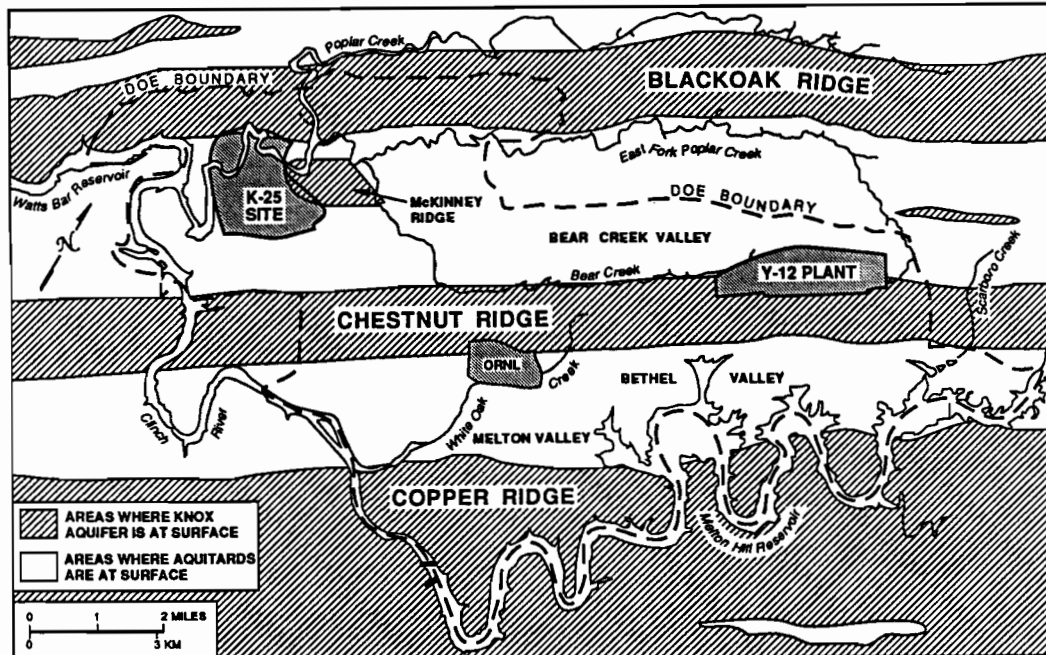 Poplar Creek
DOE BOUNDARY
BLACKOAK RIDGE
East Fork Poplar Creek
Watts Bar Reservoir
K-25
SITE
McKINNEY
RIDGE
DOE BOUNDARY
N
BEAR CREEK VALLEY
Bear Creek
Y-12 PLANT
Scarboro Creek
CHESTNUT RIDGE
ORNL
BETHEL VALLEY
Clinch River
White Oak Creek
MELTON VALLEY
COPPER RIDGE
Melton Hill Reservoir
AREAS WHERE KNOX
AQUIFER IS AT SURFACE
AREAS WHERE AQUITARDS
ARE AT SURFACE
0 1 2 MILES
0 3 KM